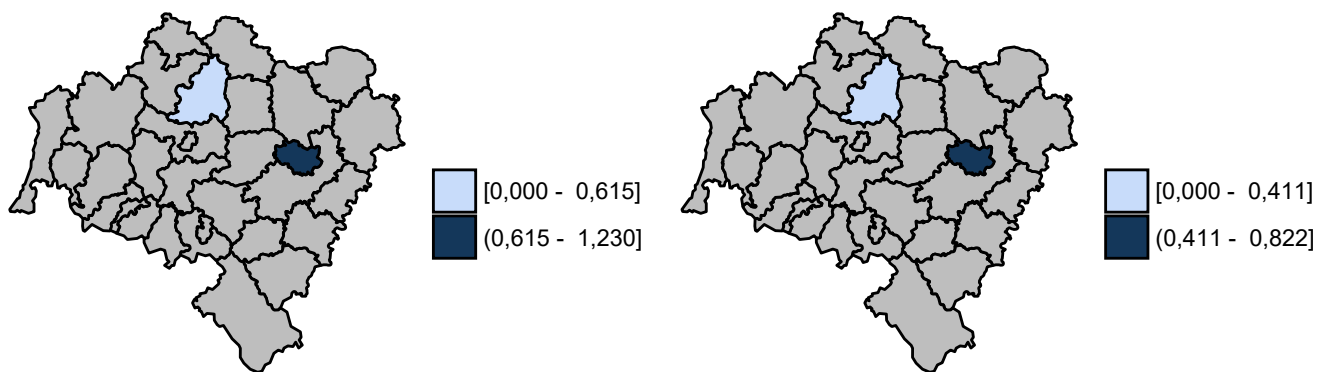 [0,000 - 0,615]
(0,615 - 1,230]
[0,000 - 0,411]
(0,411 - 0,822]